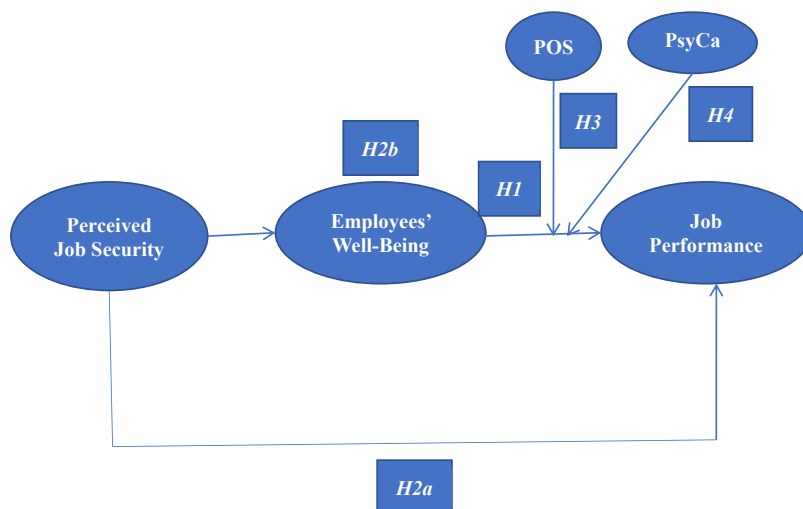 POS
PsyCa
H3
H4
H2b
H1
Perceived
Job Security
Employees’
Well-Being
Job
Performance
H2a